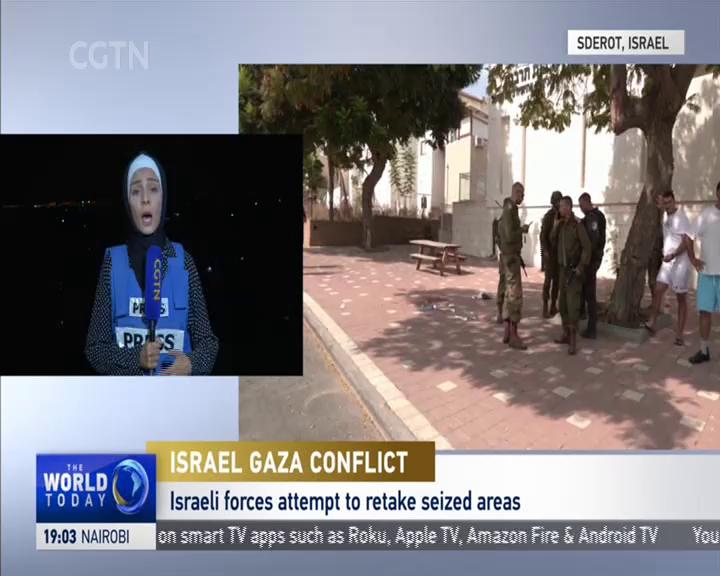 CGTN
SDEROT, ISRAEL
CGTN
PRESS
PRESS
ISRAEL GAZA CONFLICT
THE
WORLD
TODAY
Israeli forces attempt to retake seized areas
19:03 NAIROBI
on smart TV apps such as Roku, Apple TV, Amazon Fire & Android TV You